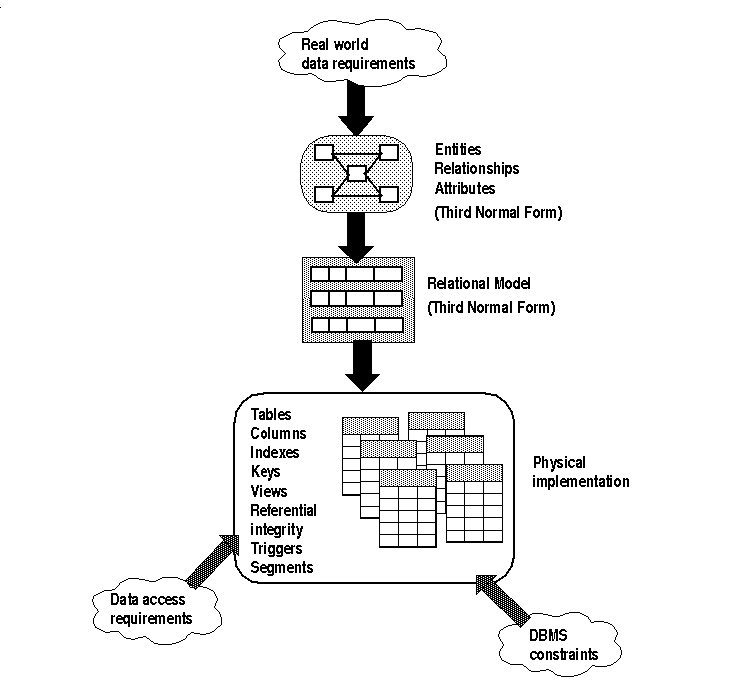 Real world
data requirements
Entities
Relationships
Attributes
(Third Normal Form)
Relational Model
(Third Normal Form)
Tables
Columns
Indexes
Keys
Views
Referential
integrity
Triggers
Segments
Physical
implementation
Data access
requirements
DBMS
constraints